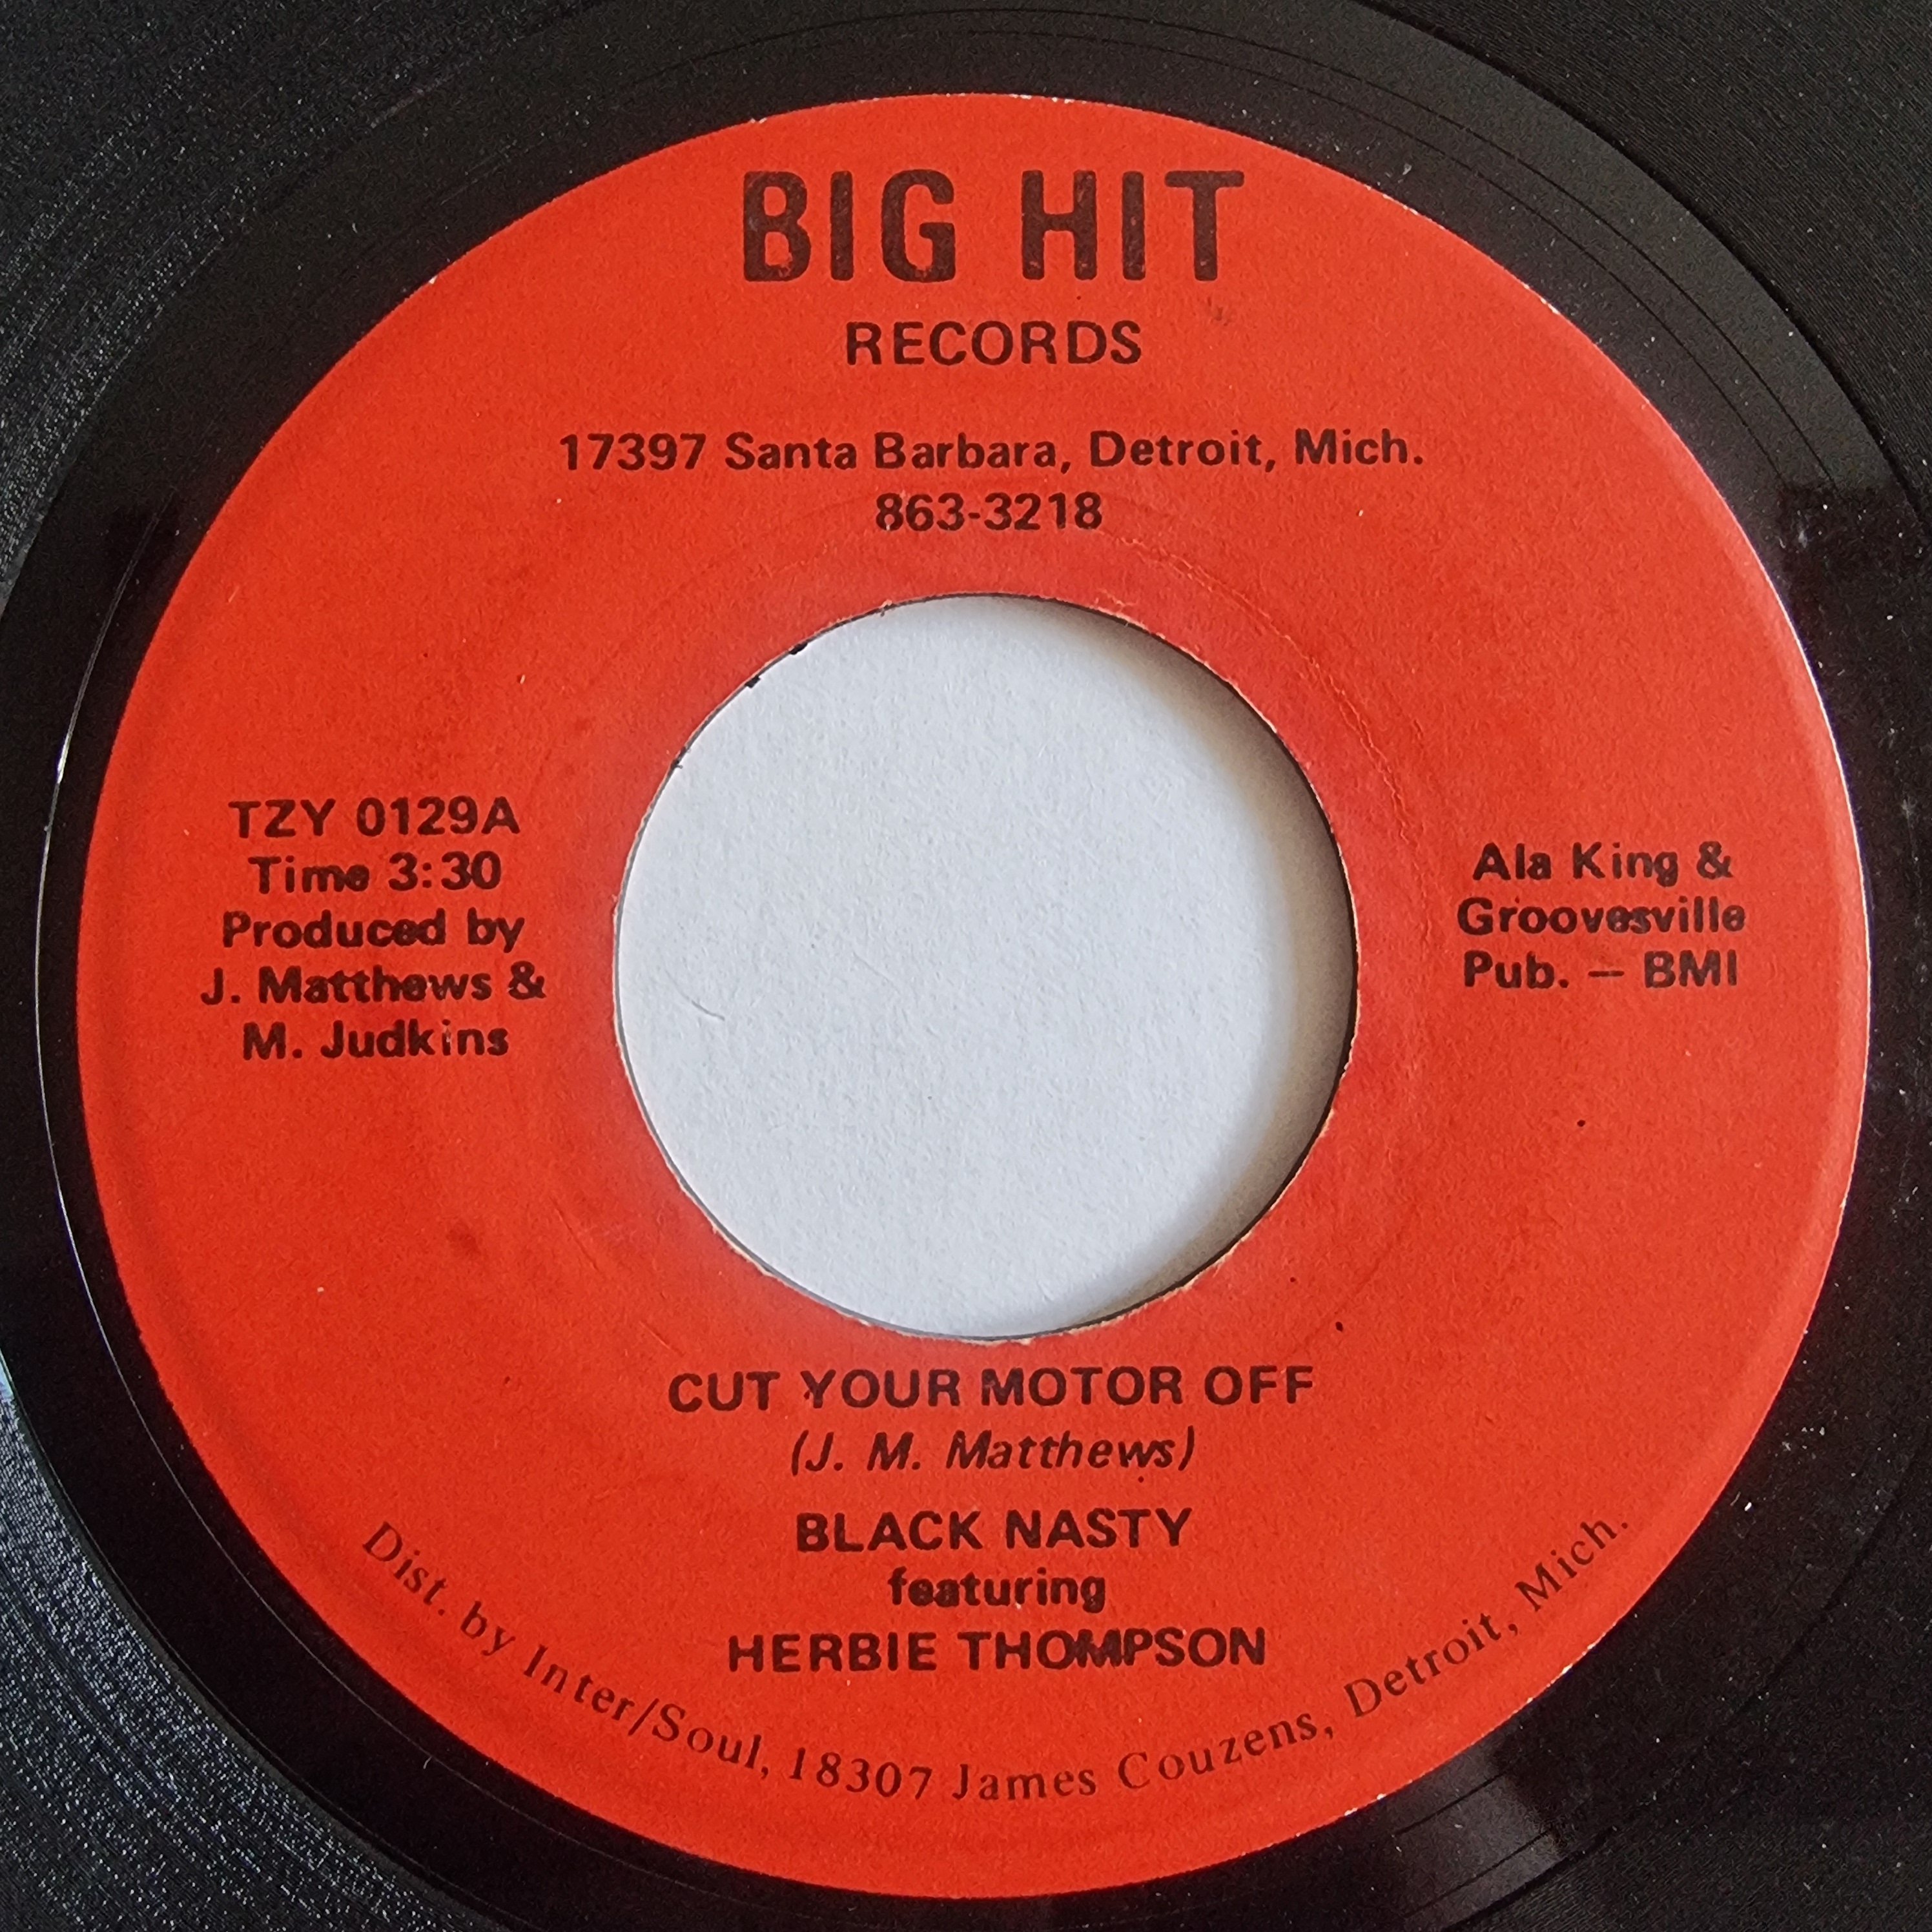 BIG HIT
RECORDS
17397 Santa Barbara, Detroit, Mich.
863-3218
TZY 0129A
Time 3:30
Produced by
J. Matthews &
M. Judkins
Ala King &
Groovesville
Pub. — BMI
CUT YOUR MOTOR OFF
(J. M. Matthews)
BLACK NASTY
featuring
HERBIE THOMPSON
Dist. by Inter/Soul, 18307 James Couzens, Detroit, Mich.